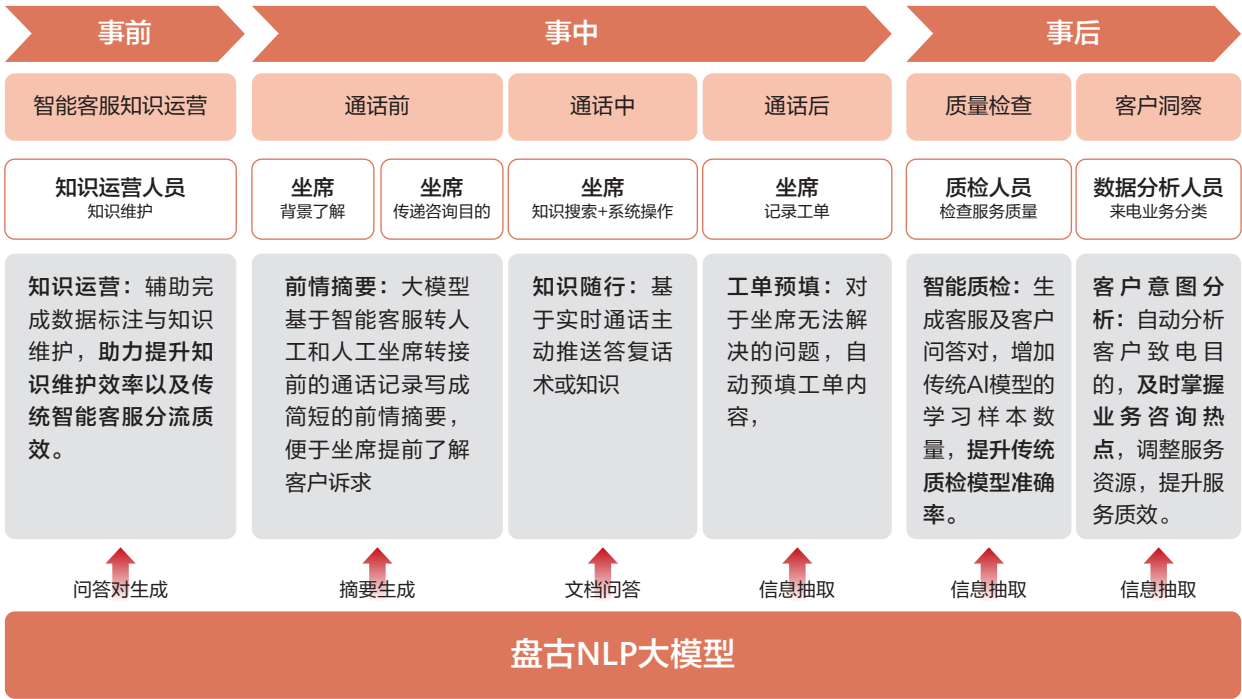 事前
事中
事后
智能客服知识运营
通话前
通话中
通话后
质量检查
客户洞察
知识运营人员
知识维护
坐席
背景了解
坐席
传递咨询目的
坐席
知识搜索+系统操作
坐席
记录工单
质检人员
检查服务质量
数据分析人员
来电业务分类
知识运营：辅助完
成数据标注与知识
维护，助力提升知
识维护效率以及传
统智能客服分流质
效。
前情摘要：大模型
基于智能客服转人
工和人工坐席转接
前的通话记录写成
简短的前情摘要，
便于坐席提前了解
客户诉求
知识随行：基
于实时通话主
动推送答复话
术或知识
工单预填：对
于坐席无法解
决的问题，自
动预填工单内
容，
智能质检：生
成客服及客户
问答对，增加
传统AI模型的
学习样本数
量，提升传统
质检模型准确
率。
客户意图分
析：自动分析
客户致电目
的，及时掌握
业务咨询热
点，调整服务
资源，提升服
务质效。
问答对生成
摘要生成
文档问答
信息抽取
信息抽取
信息抽取
盘古NLP大模型